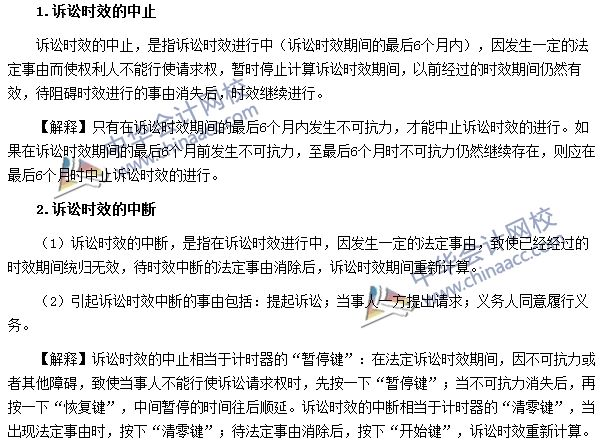 1.诉讼时效的中止
诉讼时效的中止，是指诉讼时效进行中（诉讼时效期间的最后6个月内），因发生一定的法
定事由而使权利人不能行使请求权，暂时停止计算诉讼时效期间，以前经过的时效期间仍然有
效，待阻碍时效进行的事由消失后，时效继续进行。
【解释】只有在诉讼时效期间的最后6个月内发生不可抗力，才能中止诉讼时效的进行。如
果在诉讼时效期间的最后6个月前发生不可抗力，至最后6个月时不可抗力仍然继续存在，则应在
最后6个月时中止诉讼时效的进行。
2.诉讼时效的中断
（1）诉讼时效的中断，是指在诉讼时效进行中，因发生一定的法定事由，致使已经经过的
时效期间统归无效，待时效中断的法定事由消除后，诉讼时效期间重新计算。
（2）引起诉讼时效中断的事由包括：提起诉讼；当事人一方提出请求；义务人同意履行义
务。
【解释】诉讼时效的中止相当于计时器的“暂停键”：在法定诉讼时效期间，因不可抗力或
者其他障碍，致使当事人不能行使诉讼请求权时，先按一下“暂停键”；当不可抗力消失后，再
按一下“恢复键”，中间暂停的时间往后顺延。诉讼时效的中断相当于计时器的“清零键”，当
出现法定事由时，按下“清零键”；待法定事由消除后，按下“开始键”，诉讼时效重新计算。
中华会计网校
www.chinaacc.com
中华会计网校
www.chinaacc.com